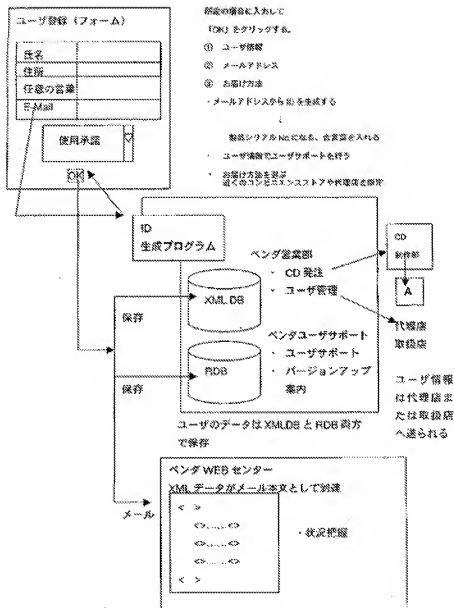 ユーザ登録（フォーム）
氏名
住所
任意の言葉
E-Mail
使用承諾
OK
所定の項目に入力して
「OK」をクリックする。
① ユーザ情報
② メールアドレス
③ お届け方法
・メールアドレスから ID を生成する
↓
製品シリアル No.になる、合言葉を入れる
・ ユーザ情報でユーザサポートを行う
・ お届け方法を選ぶ
近くのコンビニエンスストアや代理店を指定
ID
生成プログラム
XML DB
RDB
保存
保存
ベンダ営業部
・ CD 発注
・ ユーザ管理
ベンダユーザサポート
・ ユーザサポート
・ バージョンアップ
案内
CD
制作部
A
代理店
取扱店
ユーザ情報
は代理店ま
たは取扱店
へ送られる
ユーザのデータは XMLDB と RDB 両方
で保存
メール
ベンダ WEB センター
XML データがメール本文として到達
< >
<>......<>
<>......<>
<>......<>
< >
・状況把握